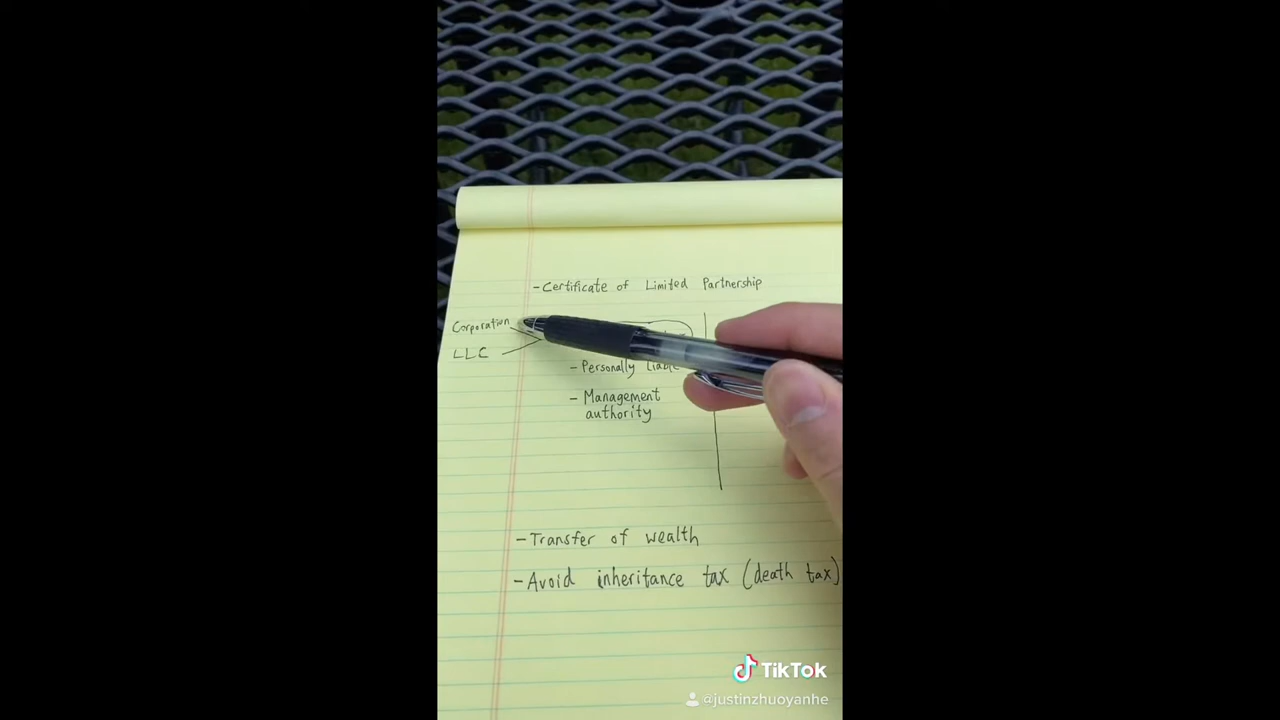 -Certificate of Limited Partnership
Corporation
LLC
- Personally Liable
- Management
authority
-Transfer of wealth
-Avoid inheritance tax (death tax)
TikTok
@justinzhuoyanhe